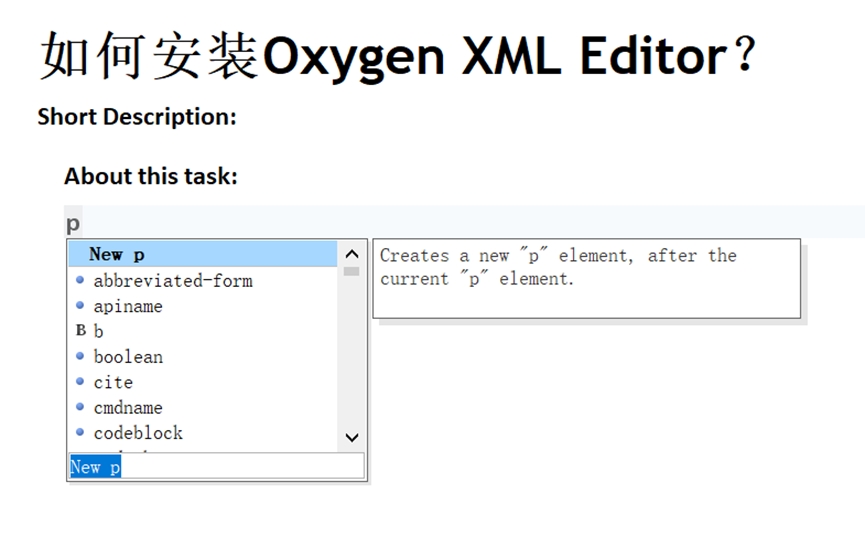 如何安装Oxygen XML Editor？
Short Description:
About this task:
p
New p
abbreviated-form
apiname
B b
boolean
cite
cmdname
codeblock
New p
Creates a new "p" element, after the
current "p" element.